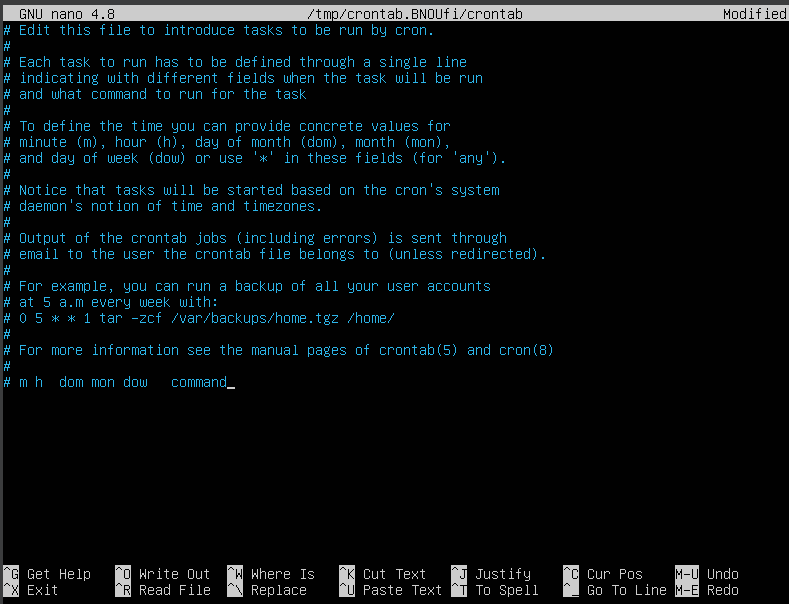 GNU nano 4.8 /tmp/crontab.BNOUfi/crontab Modified
# Edit this file to introduce tasks to be run by cron.
#
# Each task to run has to be defined through a single line
# indicating with different fields when the task will be run
# and what command to run for the task
#
# To define the time you can provide concrete values for
# minute (m), hour (h), day of month (dom), month (mon),
# and day of week (dow) or use '*' in these fields (for 'any').
#
# Notice that tasks will be started based on the cron's system
# daemon's notion of time and timezones.
#
# Output of the crontab jobs (including errors) is sent through
# email to the user the crontab file belongs to (unless redirected).
#
# For example, you can run a backup of all your user accounts
# at 5 a.m every week with:
# 0 5 * * 1 tar -zcf /var/backups/home.tgz /home/
#
# For more information see the manual pages of crontab(5) and cron(8)
#
# m h  dom mon dow   command_
^G Get Help ^O Write Out ^W Where Is ^K Cut Text ^J Justify ^C Cur Pos M-U Undo
^X Exit ^R Read File ^\ Replace ^U Paste Text ^T To Spell ^_ Go To Line M-E Redo